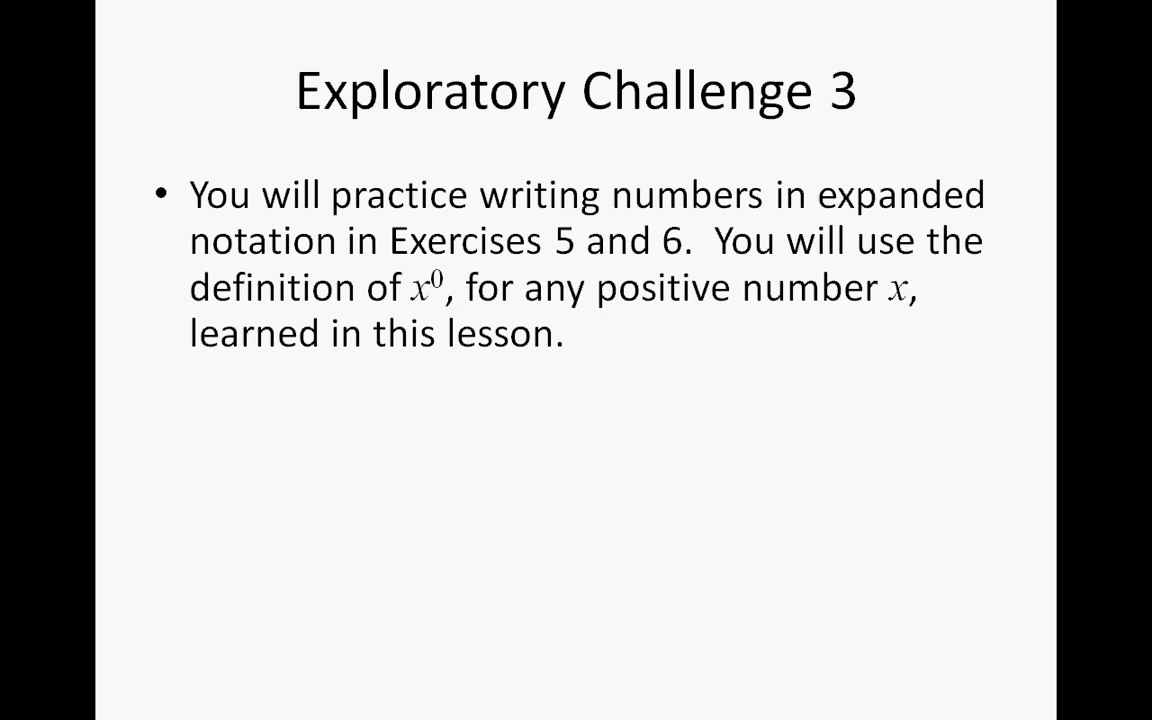 Exploratory Challenge 3
• You will practice writing numbers in expanded
notation in Exercises 5 and 6.  You will use the
definition of x⁰, for any positive number x,
learned in this lesson.